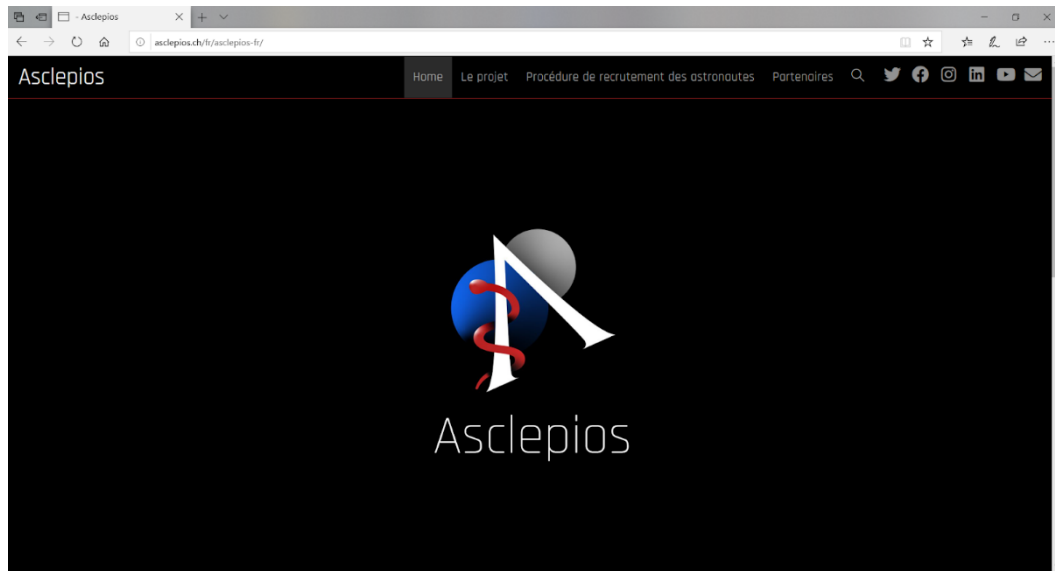 - Asclepios
asclepios.ch/fr/asclepios-fr/
Asclepios
Home Le projet Procédure de recrutement des astronautes Partenaires
Asclepios